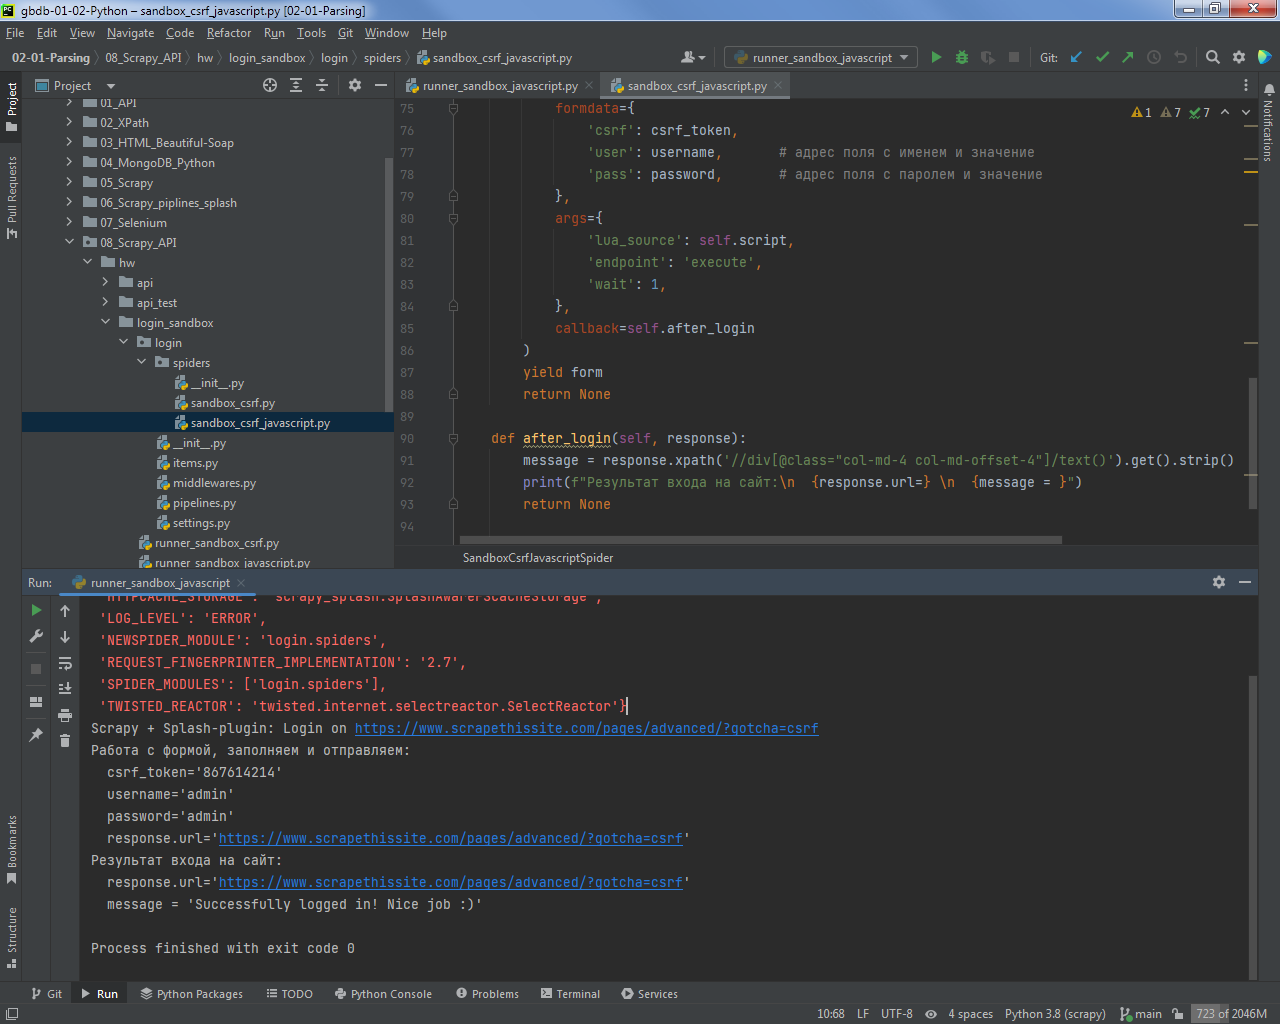 gbdb-01-02-Python – sandbox_csrf_javascript.py [02-01-Parsing]
File Edit View Navigate Code Refactor Run Tools Git Window Help
02-01-Parsing 08_Scrapy_API hw login_sandbox login spiders sandbox_csrf_javascript.py
runner_sandbox_javascript
Git:
Project
runner_sandbox_javascript.py
sandbox_csrf_javascript.py
Project
Pull Requests
Bookmarks
Structure
Notifications
01_API
02_XPath
03_HTML_Beautiful-Soap
04_MongoDB_Python
05_Scrapy
06_Scrapy_piplines_splash
07_Selenium
08_Scrapy_API
hw
api
api_test
login_sandbox
login
spiders
__init__.py
sandbox_csrf.py
sandbox_csrf_javascript.py
__init__.py
items.py
middlewares.py
pipelines.py
settings.py
runner_sandbox_csrf.py
runner_sandbox_javascript.py
1 7 7
75 formdata={
76 'csrf': csrf_token,
77 'user': username, # адрес поля с именем и значение
78 'pass': password, # адрес поля с паролем и значение
79 },
80 args={
81 'lua_source': self.script,
82 'endpoint': 'execute',
83 'wait': 1,
84 },
85 callback=self.after_login
86 )
87 yield form
88 return None
89
90 def after_login(self, response):
91 message = response.xpath('//div[@class="col-md-4 col-md-offset-4"]/text()').get().strip()
92 print(f"Результат входа на сайт:\n  {response.url=} \n  {message = }")
93 return None
94
SandboxCsrfJavascriptSpider
Run: runner_sandbox_javascript
'HTTPCACHE_STORAGE': 'scrapy_splash.SplashAwareFSCacheStorage',
'LOG_LEVEL': 'ERROR',
'NEWSPIDER_MODULE': 'login.spiders',
'REQUEST_FINGERPRINTER_IMPLEMENTATION': '2.7',
'SPIDER_MODULES': ['login.spiders'],
'TWISTED_REACTOR': 'twisted.internet.selectreactor.SelectReactor'}
Scrapy + Splash-plugin: Login on https://www.scrapethissite.com/pages/advanced/?gotcha=csrf
Работа с формой, заполняем и отправляем:
csrf_token='867614214'
username='admin'
password='admin'
response.url='https://www.scrapethissite.com/pages/advanced/?gotcha=csrf'
Результат входа на сайт:
response.url='https://www.scrapethissite.com/pages/advanced/?gotcha=csrf'
message = 'Successfully logged in! Nice job :)'
Process finished with exit code 0
Git Run Python Packages TODO Python Console Problems Terminal Services
10:68 LF UTF-8 4 spaces Python 3.8 (scrapy) main 723 of 2046M